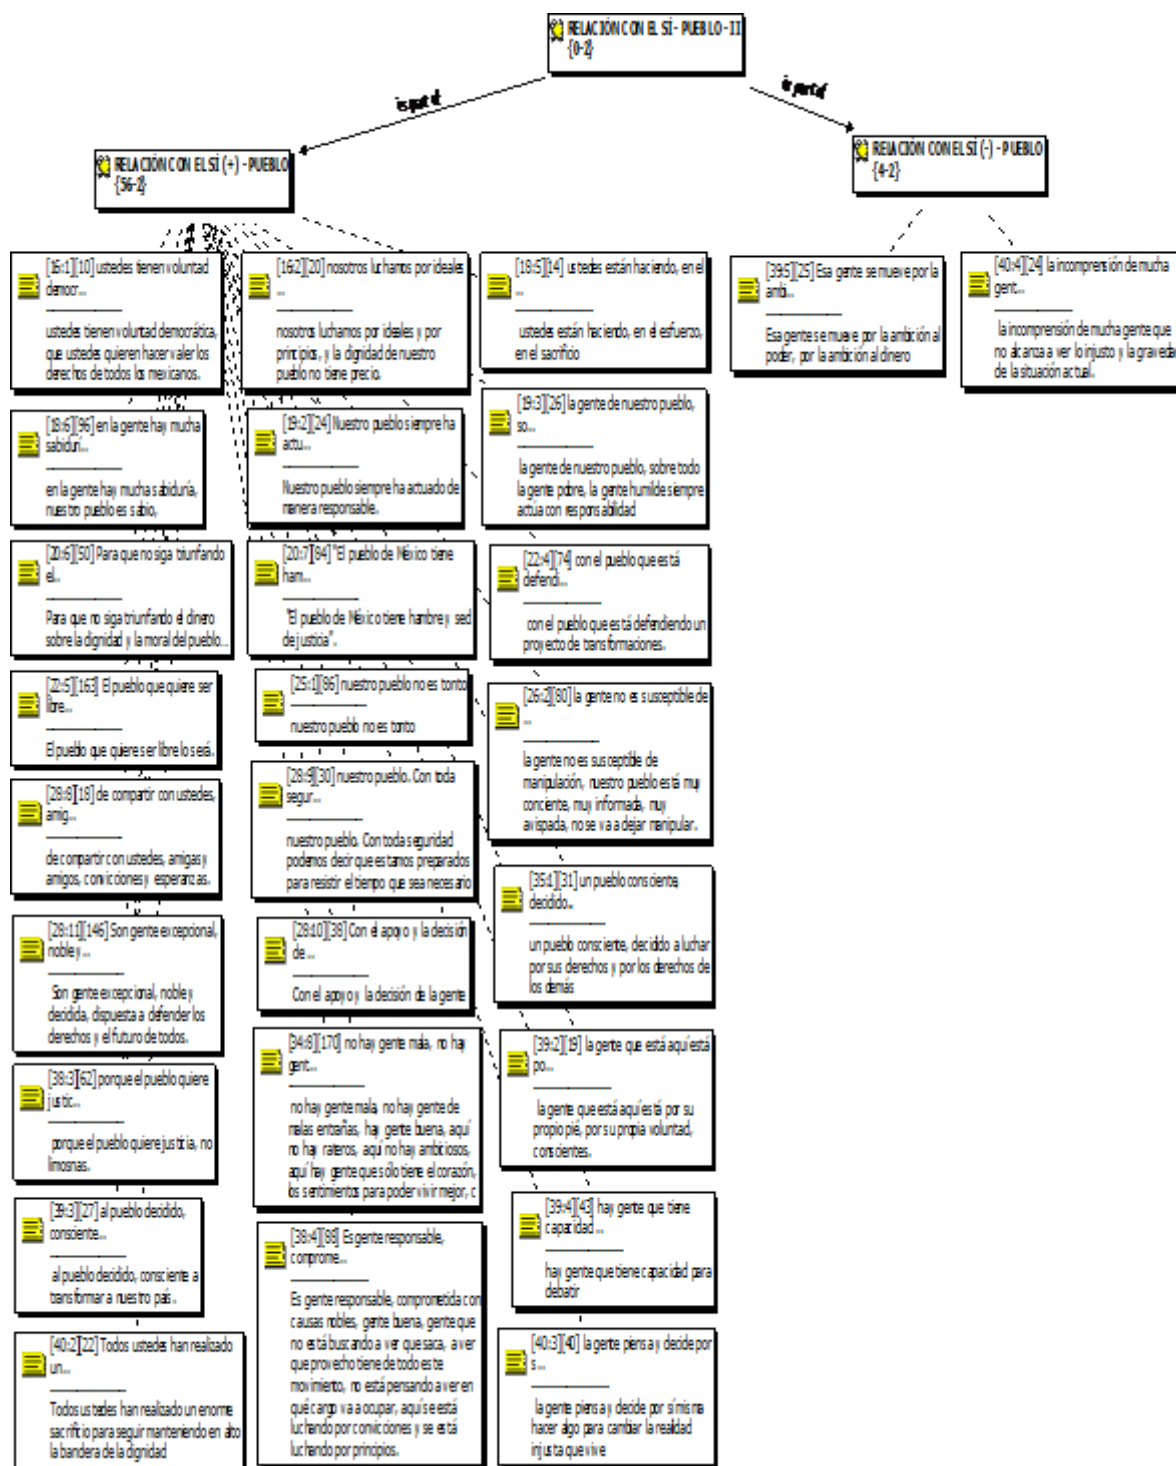 RELACIÓN CON EL SÍ - PUEBLO - II
{0-2}
is part of
is part of
RELACIÓN CON EL SÍ (+) - PUEBLO
{56-2}
RELACIÓN CON EL SÍ (-) - PUEBLO
{4-2}
[16:1][10] ustedes tienen voluntad
democr...
ustedes tienen voluntad democrática,
que ustedes quieren hacer valer los
derechos de todos los mexicanos.
[16:2][20] nosotros luchamos por ideales
...
nosotros luchamos por ideales y por
principios, y la dignidad de nuestro
pueblo no tiene precio.
[18:5][14] ustedes están haciendo, en el
...
ustedes están haciendo, en el esfuerzo,
en el sacrificio
[39:5][25] Esa gente se mueve por la
ambi...
Esa gente se mueve por la ambición al
poder, por la ambición al dinero
[40:4][24] la incomprensión de mucha
gent...
la incomprensión de mucha gente que
no alcanza a ver lo injusto y la graveda
de la situación actual.
[18:6][96] en la gente hay mucha
sabidurí...
en la gente hay mucha sabiduría,
nuestro pueblo es sabio,
[19:2][24] Nuestro pueblo siempre ha
actu...
Nuestro pueblo siempre ha actuado de
manera responsable.
[19:3][26] la gente de nuestro pueblo,
so...
la gente de nuestro pueblo, sobre todo
la gente pobre, la gente humilde siempre
actúa con responsabilidad
[20:6][50] Para que no siga triunfando
el...
Para que no siga triunfando el dinero
sobre la dignidad y la moral del pueblo...
[20:7][84] "El pueblo de México tiene
ham...
"El pueblo de México tiene hambre y sed
de justicia".
[22:4][74] con el pueblo que está
defendi...
con el pueblo que está defendiendo un
proyecto de transformaciones.
[22:5][163] El pueblo que quiere ser
libre...
El pueblo que quiere ser libre lo será.
[25:1][86] nuestro pueblo no es tonto
nuestro pueblo no es tonto
[26:2][80] la gente no es susceptible de
...
la gente no es susceptible de
manipulación, nuestro pueblo está muy
conciente, muy informada, muy
avispada, no se va a dejar manipular.
[28:8][18] de compartir con ustedes,
amig...
de compartir con ustedes, amigas y
amigos, convicciones y esperanzas.
[28:9][30] nuestro pueblo. Con toda
segur...
nuestro pueblo. Con toda seguridad
podemos decir que estamos preparados
para resistir el tiempo que sea necesario
[35:1][31] un pueblo consciente,
decidido...
un pueblo consciente, decidido a luchar
por sus derechos y por los derechos de
los demás
[28:11][146] Son gente excepcional,
noble y...
Son gente excepcional, noble y
decidida, dispuesta a defender los
derechos y el futuro de todos.
[28:10][38] Con el apoyo y la decisión
de ...
Con el apoyo y la decisión de la gente
[39:2][19] la gente que está aquí está
po...
la gente que está aquí está por su
propio pié, por su propia voluntad,
conscientes.
[38:3][62] porque el pueblo quiere
justic...
porque el pueblo quiere justicia, no
limosnas.
[34:8][170] no hay gente mala, no hay
gent...
no hay gente mala, no hay gente de
malas entrañas, hay gente buena, aquí
no hay rateros, aquí no hay ambiciosos,
aquí hay gente que sólo tiene el corazón,
los sentimientos para poder vivir mejor, c
[39:4][43] hay gente que tiene
capacidad ...
hay gente que tiene capacidad para
debatir
[39:3][27] al pueblo decidido,
consciente...
al pueblo decidido, consciente a
transformar a nuestro país.
[38:4][88] Es gente responsable,
comprome...
Es gente responsable, comprometida con
causas nobles, gente buena, gente que
no está buscando a ver que saca, a ver
que provecho tiene de todo este
movimiento, no está pensando a ver en
qué cargo va a ocupar, aquí se está
luchando por convicciones y se está
luchando por principios.
[40:3][40] la gente piensa y decide por
s...
la gente piensa y decide por sí misma
hacer algo para cambiar la realidad
injusta que vive
[40:2][22] Todos ustedes han realizado
un...
Todos ustedes han realizado un enorme
sacrificio para seguir manteniendo en alto
la bandera de la dignidad